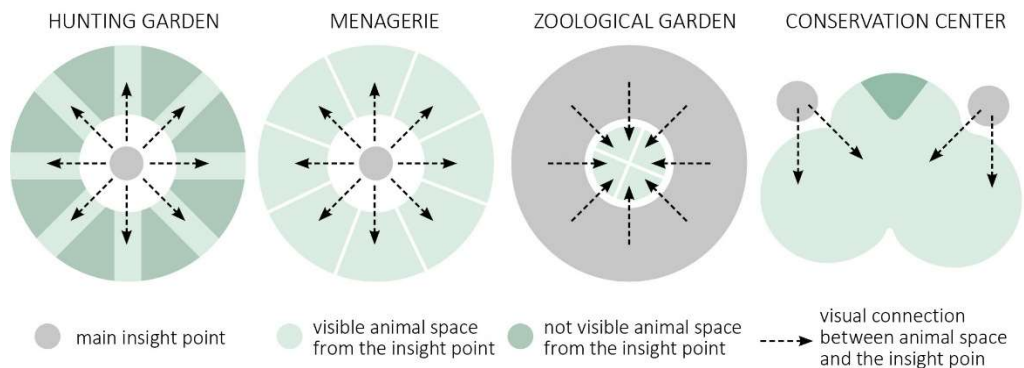 HUNTING GARDEN
MENAGERIE
ZOOLOGICAL GARDEN
CONSERVATION CENTER
main insight point
visible animal space
from the insight point
not visible animal space
from the insight point
visual connection
between animal space
and the insight poin